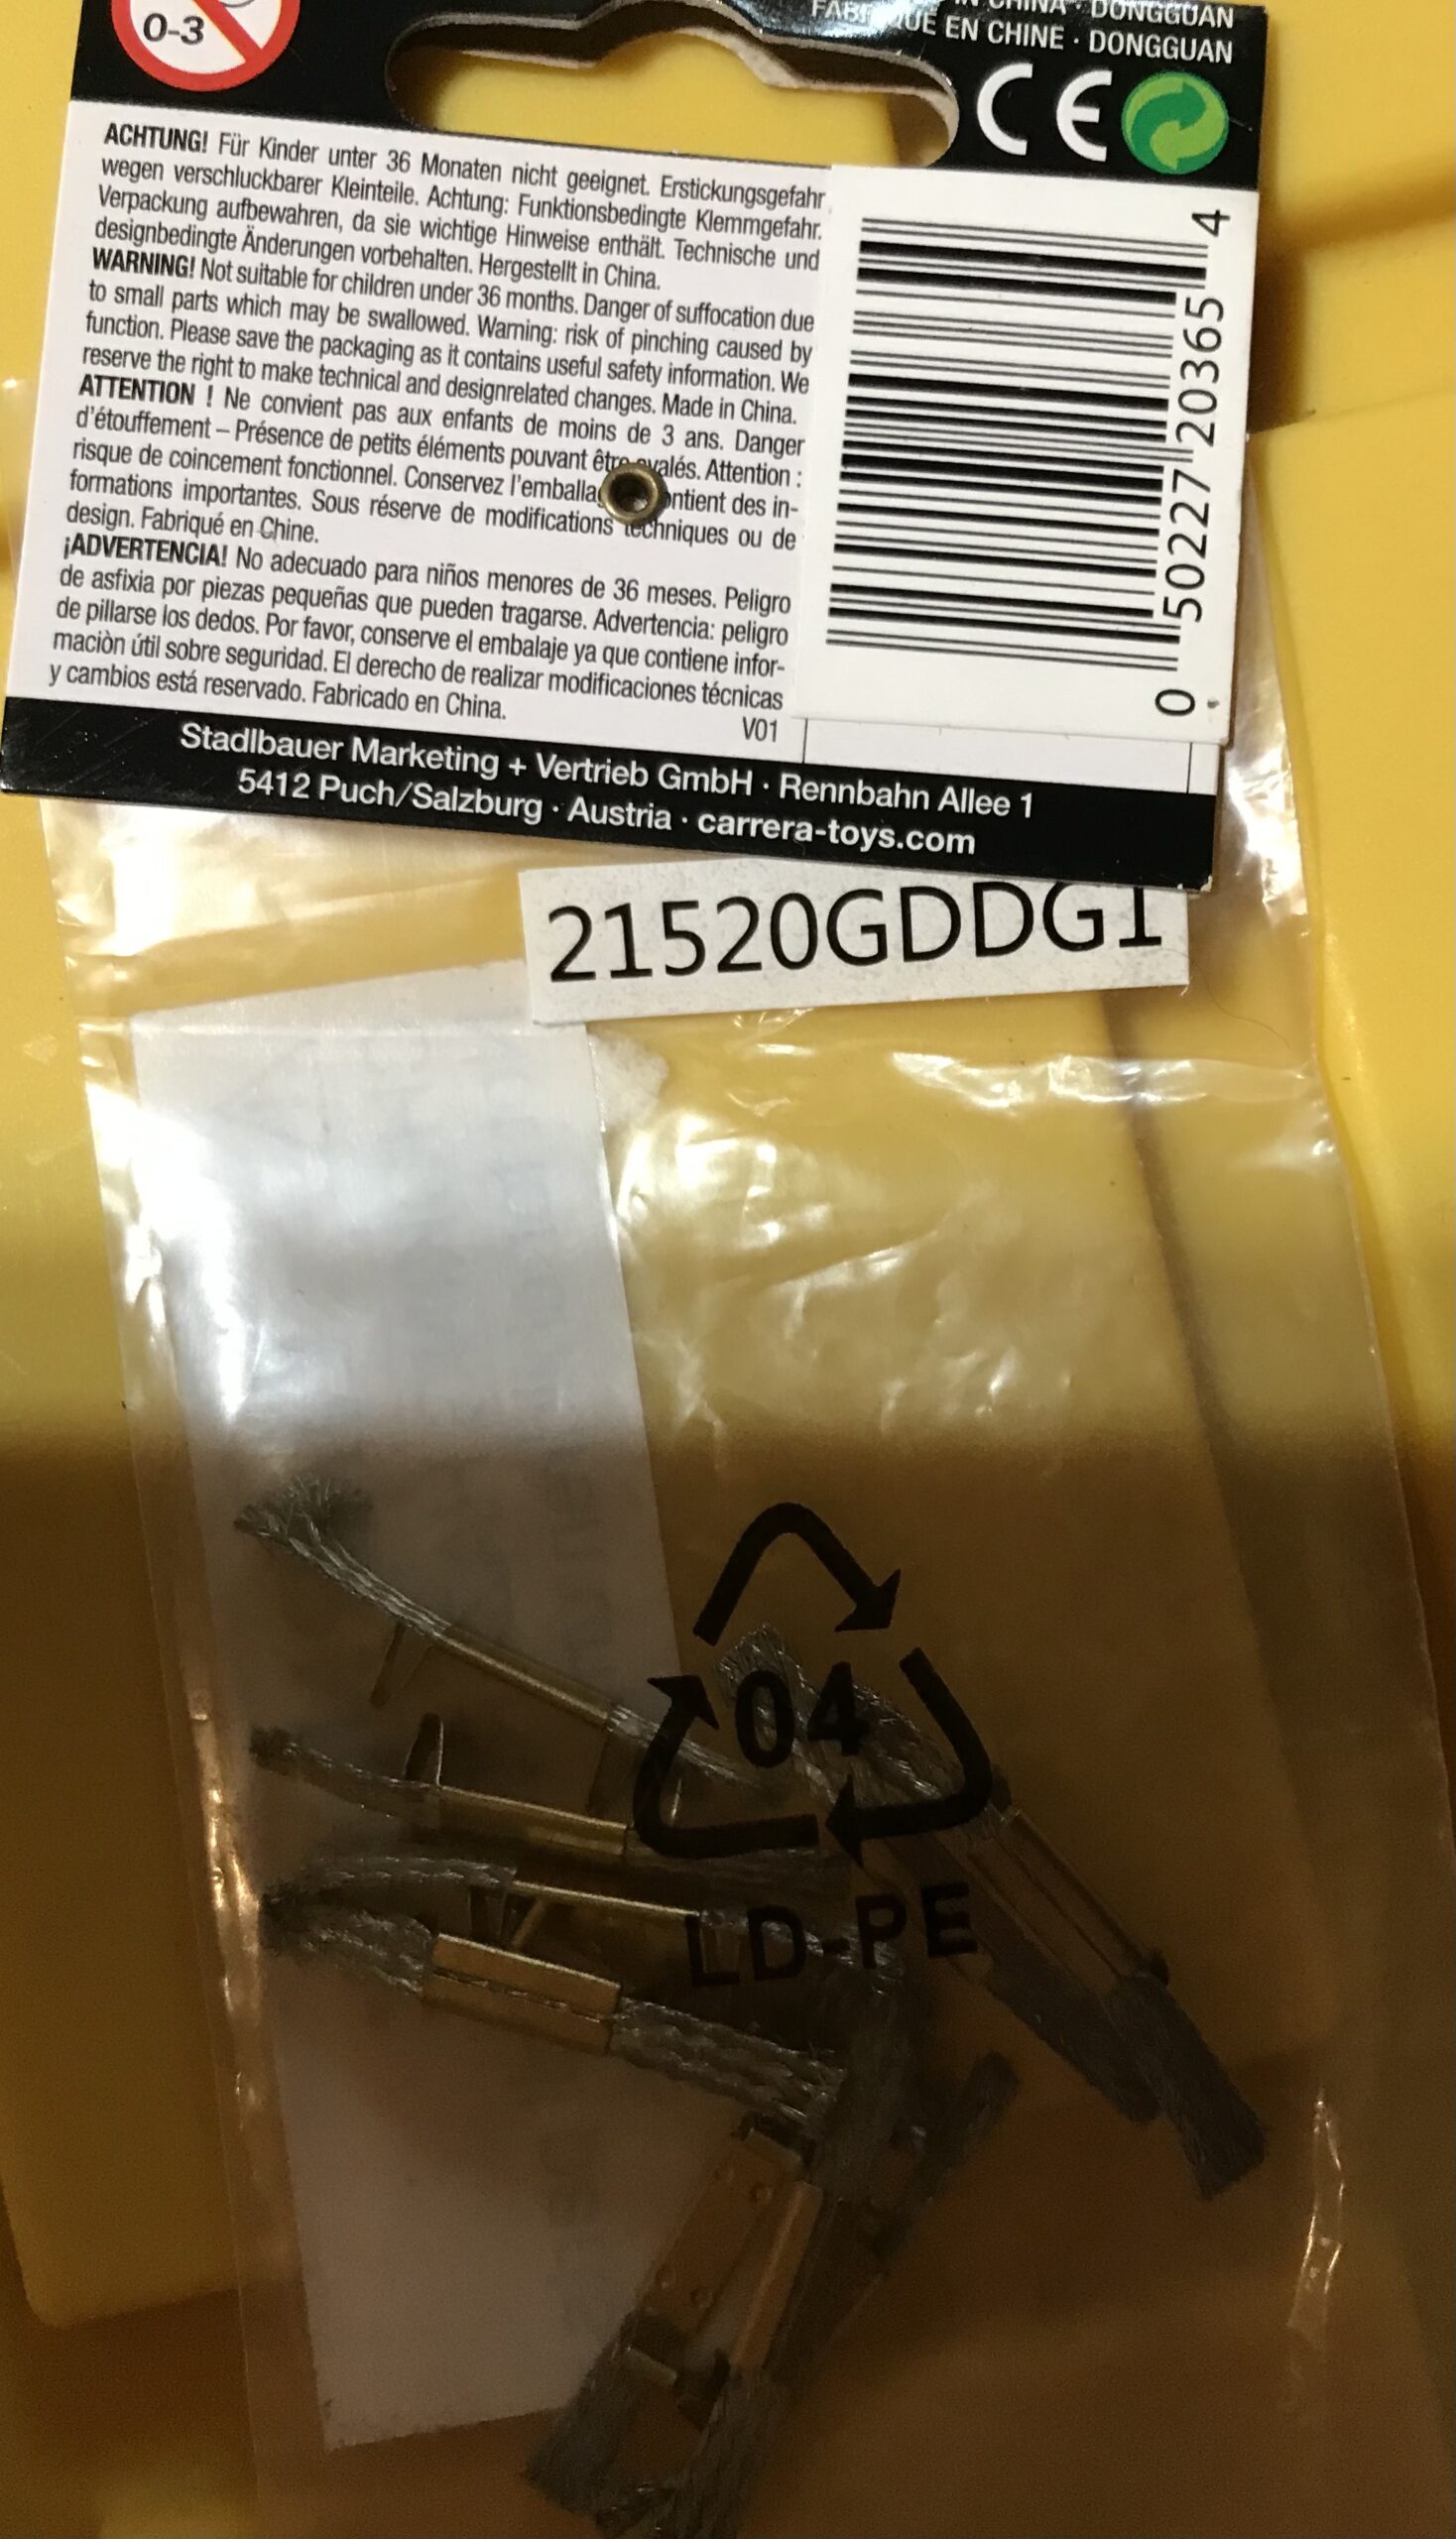 0-3
CHINA · DONGGUAN
EN CHINE · DONGGUAN
CE
ACHTUNG! Für Kinder unter 36 Monaten nicht geeignet. Erstickungsgefahr
wegen verschluckbarer Kleinteile. Achtung: Funktionsbedingte Klemmgefahr.
Verpackung aufbewahren, da sie wichtige Hinweise enthält. Technische und
designbedingte Änderungen vorbehalten. Hergestellt in China.
WARNING! Not suitable for children under 36 months. Danger of suffocation due
to small parts which may be swallowed. Warning: risk of pinching caused by
function. Please save the packaging as it contains useful safety information. We
reserve the right to make technical and designrelated changes. Made in China.
ATTENTION ! Ne convient pas aux enfants de moins de 3 ans. Danger
d'étouffement – Présence de petits éléments pouvant être avalés. Attention :
risque de coincement fonctionnel. Conservez l'emballa ontient des in-
formations importantes. Sous réserve de modifications techniques ou de
design. Fabriqué en Chine.
¡ADVERTENCIA! No adecuado para niños menores de 36 meses. Peligro
de asfixia por piezas pequeñas que pueden tragarse. Advertencia: peligro
de pillarse los dedos. Por favor, conserve el embalaje ya que contiene infor-
maciòn útil sobre seguridad. El derecho de realizar modificaciones técnicas
y cambios está reservado. Fabricado en China.
V01
0 50227 20365 4
Stadlbauer Marketing + Vertrieb GmbH · Rennbahn Allee 1
5412 Puch/Salzburg · Austria · carrera-toys.com
21520GDDG1
04
LD-PE